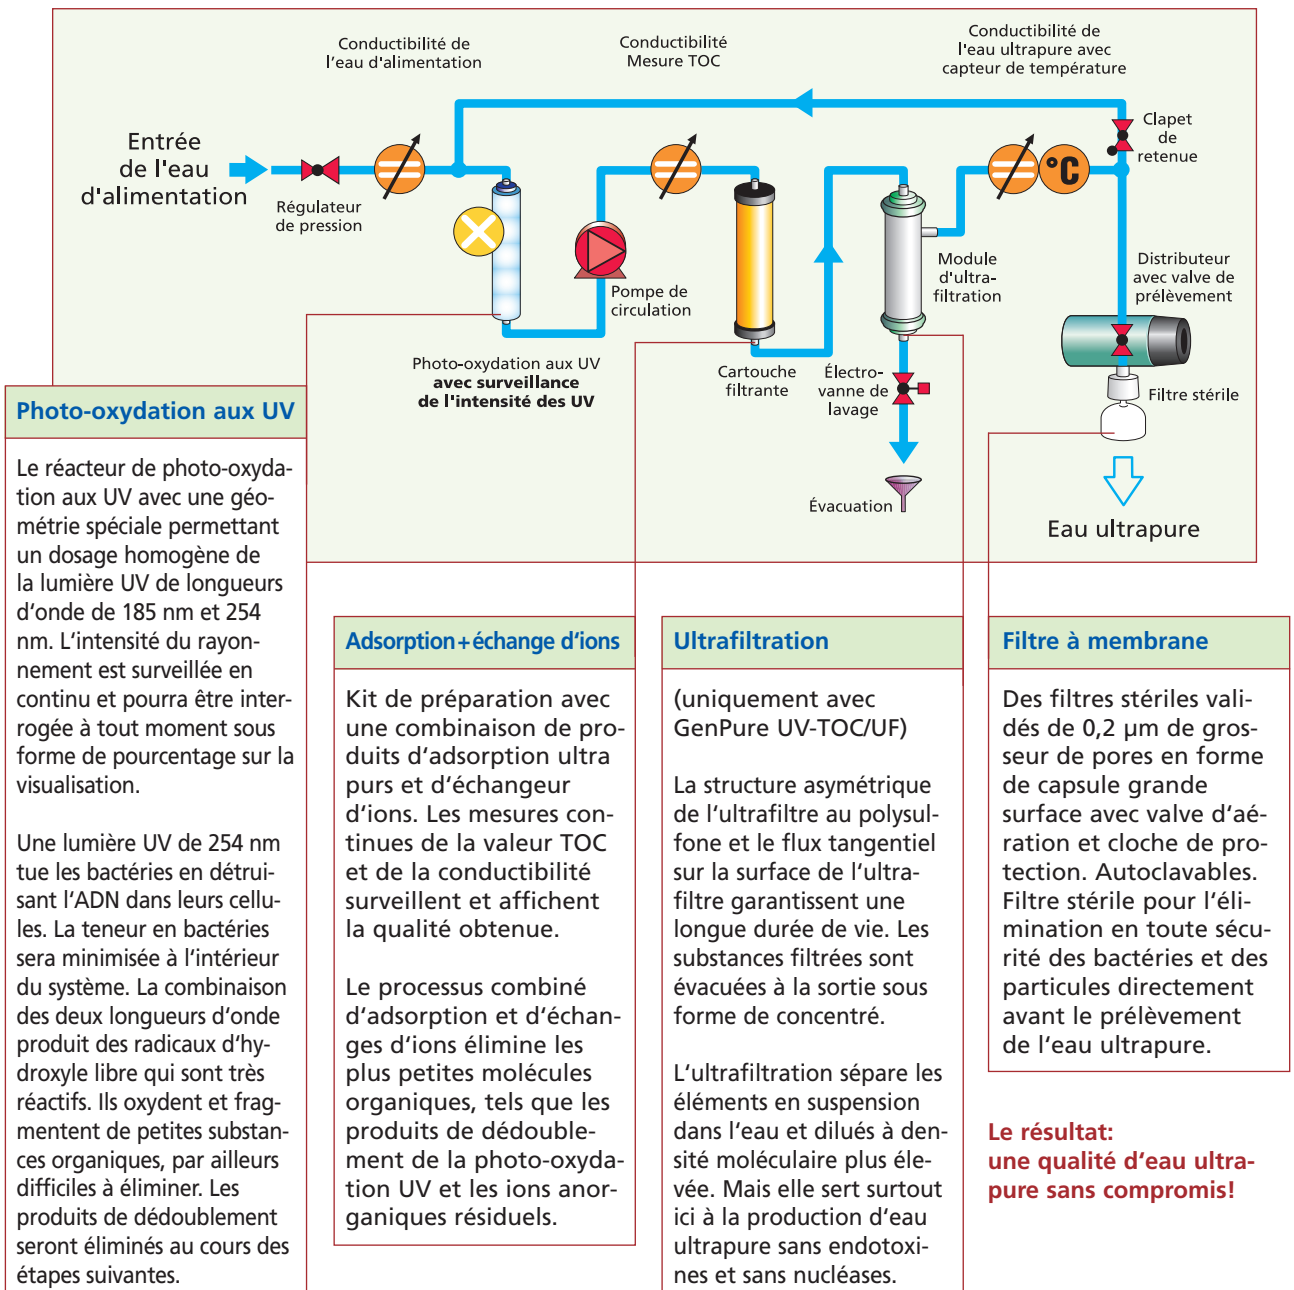 Conductibilité de
l'eau d'alimentation
Conductibilité
Mesure TOC
Conductibilité de
l'eau ultrapure avec
capteur de température
Entrée
de l'eau
d'alimentation
Régulateur
de pression
Clapet
de
retenue
Pompe de
circulation
Module
d'ultra-
filtration
Distributeur
avec valve de
prélèvement
°C
Photo-oxydation aux UV
avec surveillance
de l'intensité des UV
Cartouche
filtrante
Électro-
vanne de
lavage
Filtre stérile
Évacuation
Eau ultrapure
Photo-oxydation aux UV
Le réacteur de photo-oxyda-
tion aux UV avec une géo-
métrie spéciale permettant
un dosage homogène de
la lumière UV de longueurs
d‘onde de 185 nm et 254
nm. L‘intensité du rayon-
nement est surveillée en
continu et pourra être inter-
rogée à tout moment sous
forme de pourcentage sur la
visualisation.
Une lumière UV de 254 nm
tue les bactéries en détrui-
sant l‘ADN dans leurs cellu-
les. La teneur en bactéries
sera minimisée à l‘intérieur
du système. La combinaison
des deux longueurs d‘onde
produit des radicaux d‘hy-
droxyle libre qui sont très
réactifs. Ils oxydent et frag-
mentent de petites substan-
ces organiques, par ailleurs
difficiles à éliminer. Les
produits de dédoublement
seront éliminés au cours des
étapes suivantes.
Adsorption+échange d‘ions
Kit de préparation avec
une combinaison de pro-
duits d‘adsorption ultra
purs et d‘échangeur
d‘ions. Les mesures con-
tinues de la valeur TOC
et de la conductibilité
surveillent et affichent
la qualité obtenue.
Le processus combiné
d‘adsorption et d‘échan-
ges d‘ions élimine les
plus petites molécules
organiques, tels que les
produits de dédouble-
ment de la photo-oxyda-
tion UV et les ions anor-
ganiques résiduels.
Ultrafiltration
(uniquement avec
GenPure UV-TOC/UF)
La structure asymétrique
de l‘ultrafiltre au polysul-
fone et le flux tangentiel
sur la surface de l‘ultra-
filtre garantissent une
longue durée de vie. Les
substances filtrées sont
évacuées à la sortie sous
forme de concentré.
L‘ultrafiltration sépare les
éléments en suspension
dans l‘eau et dilués à den-
sité moléculaire plus éle-
vée. Mais elle sert surtout
ici à la production d‘eau
ultrapure sans endotoxi-
nes et sans nucléases.
Filtre à membrane
Des filtres stériles vali-
dés de 0,2 µm de gros-
seur de pores en forme
de capsule grande
surface avec valve d‘aé-
ration et cloche de pro-
tection. Autoclavables.
Filtre stérile pour l‘éli-
mination en toute sécu-
rité des bactéries et des
particules directement
avant le prélèvement
de l‘eau ultrapure.
Le résultat:
une qualité d‘eau ultra-
pure sans compromis!